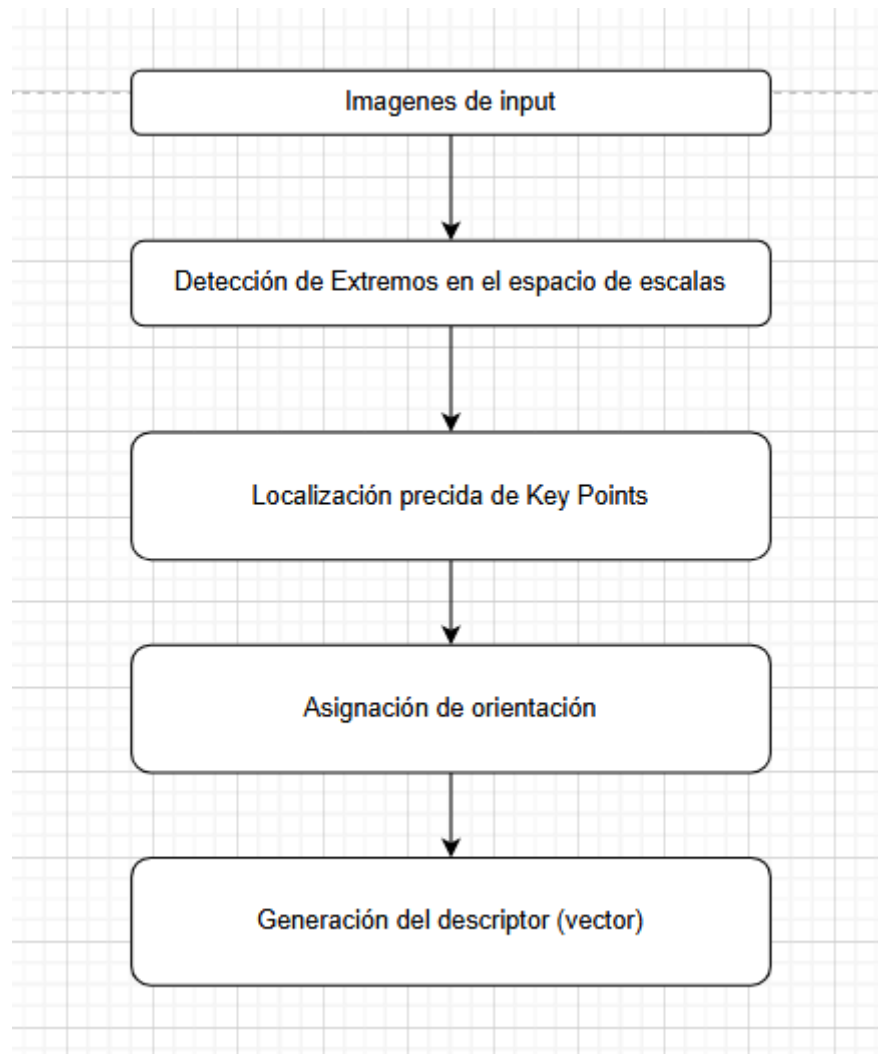 Imagenes de input
Detección de Extremos en el espacio de escalas
Localización precida de Key Points
Asignación de orientación
Generación del descriptor (vector)